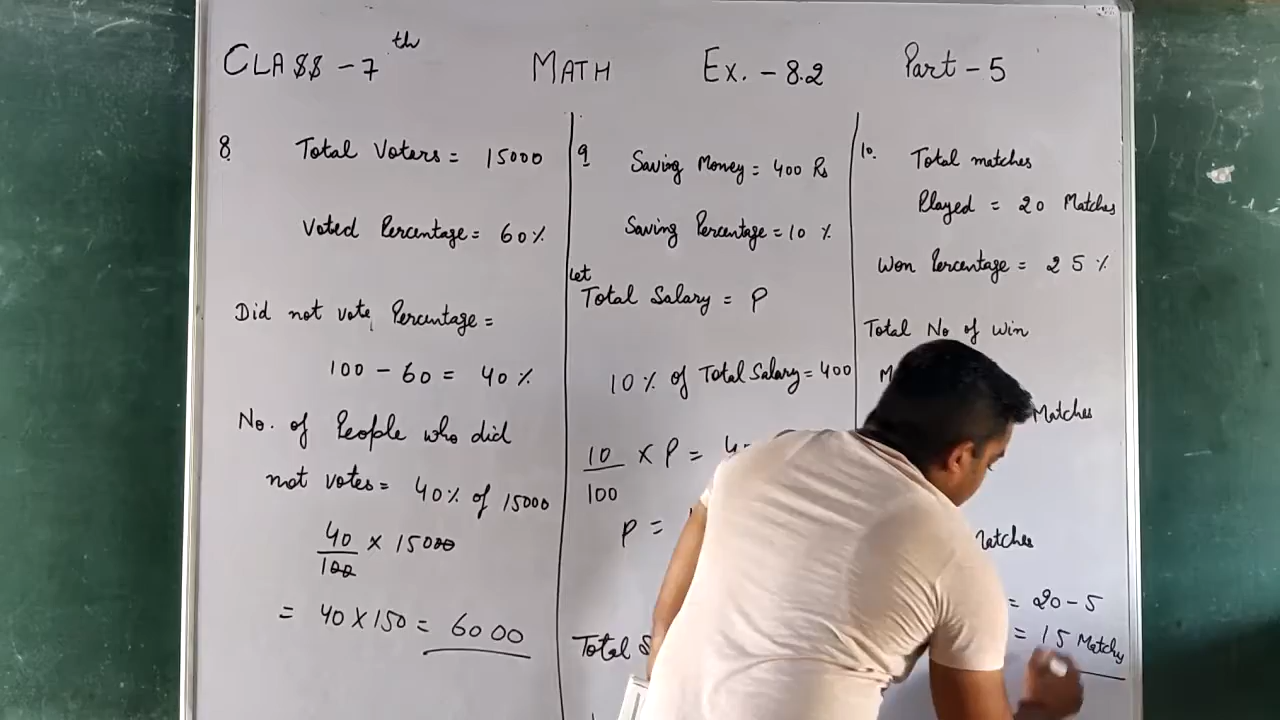 CLASS - 7th MATH Ex. - 8.2 Part - 5
8. Total Voters = 15000
Voted Percentage = 60%
Did not vote Percentage =
100 - 60 = 40%
No. of People who did
not votes = 40% of 15000
40/100 × 15000
= 40 × 150 = 6000
9 Saving Money = 400 Rs
Saving Percentage = 10 %
Let
Total Salary = P
10% of Total Salary = 400
10/100 × P =
P =
Total
10. Total matches
Played = 20 Matches
Won Percentage = 25%
Total No of win
Matches
Matches
= 20 - 5
= 15 Matches